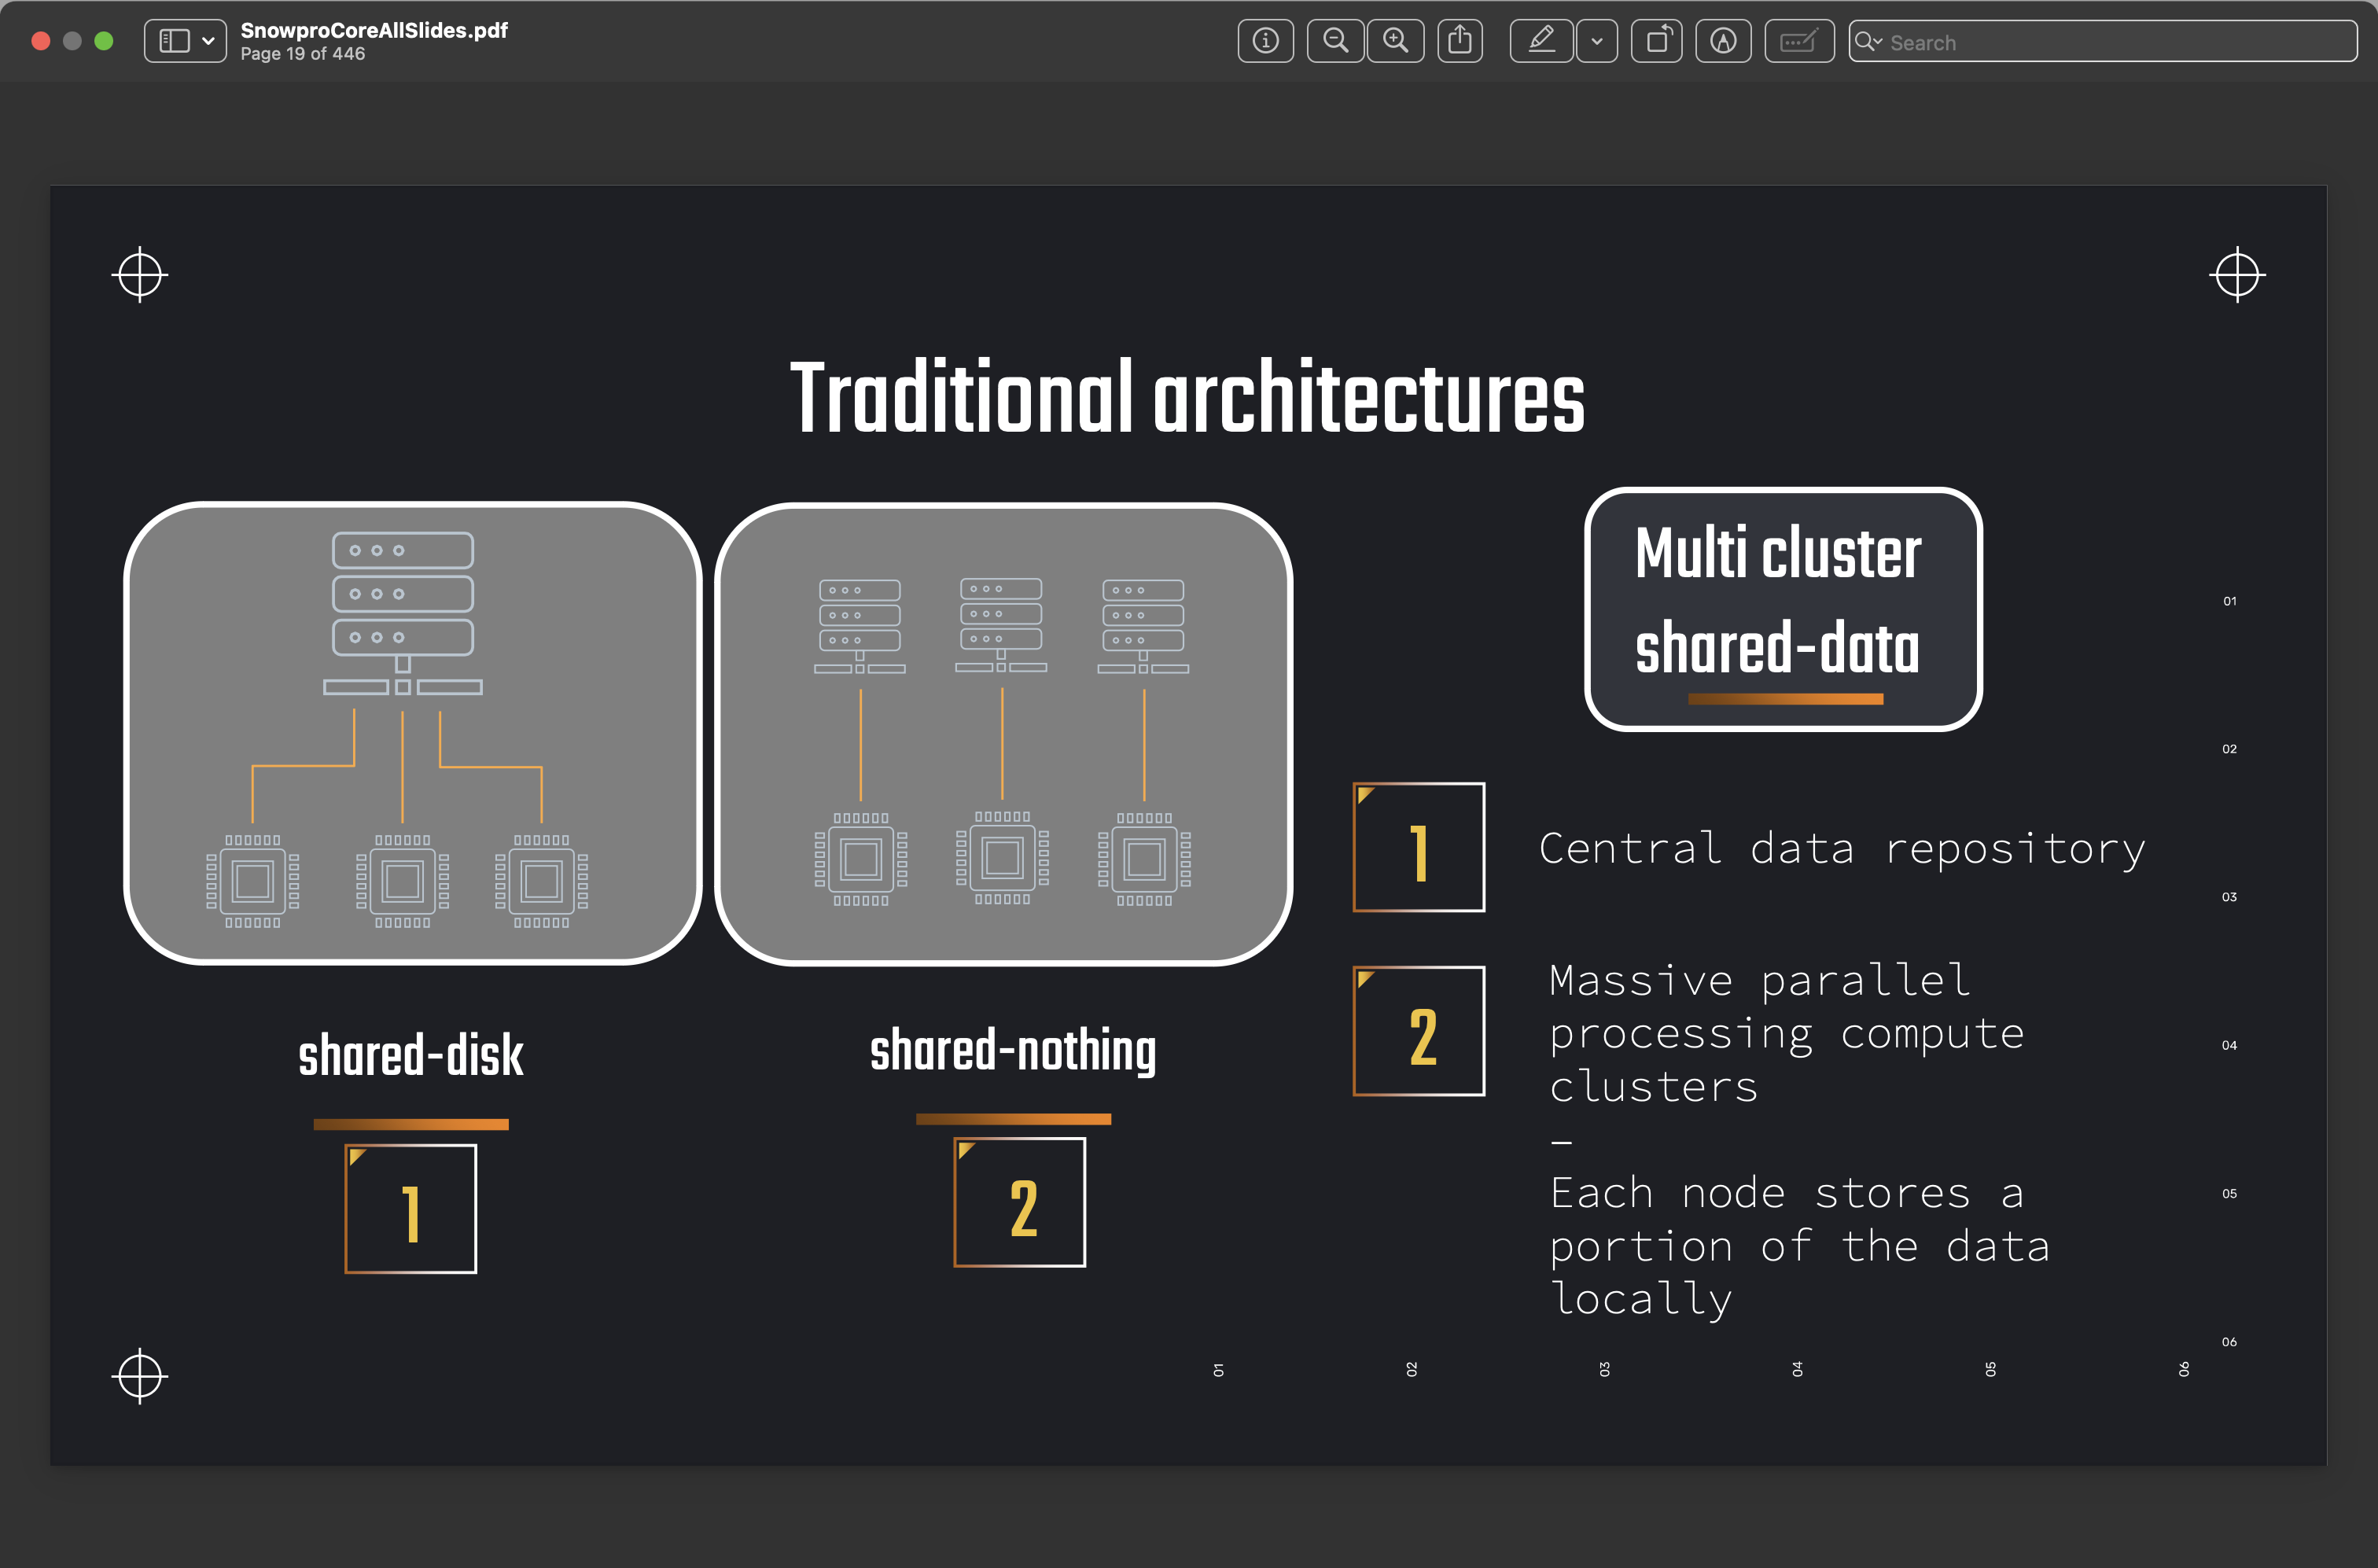 SnowproCoreAllSlides.pdf
Page 19 of 446
Search
Traditional architectures
Multi cluster
shared-data
shared-disk
1
shared-nothing
2
1
Central data repository
2
Massive parallel
processing compute
clusters
—
Each node stores a
portion of the data
locally
01
02
03
04
05
06
01
02
03
04
05
06